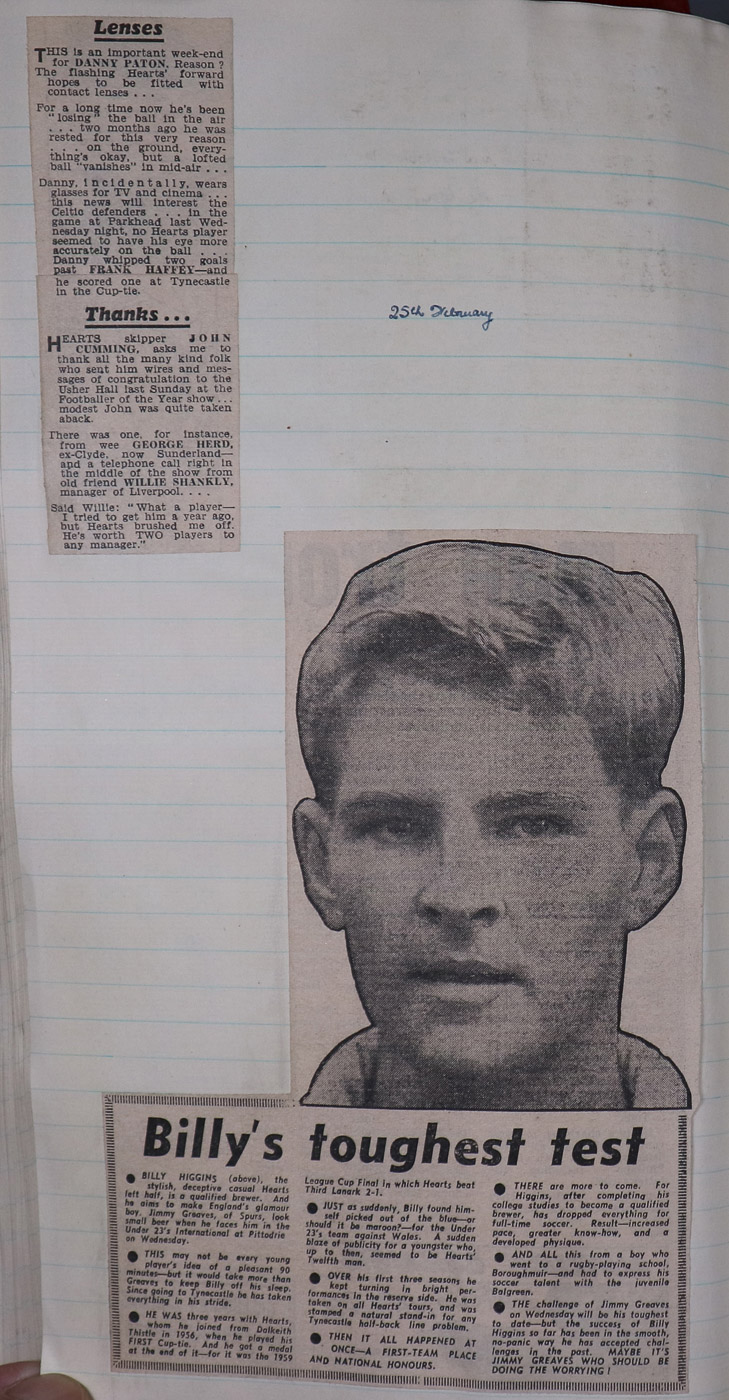 Lenses
THIS is an important week-end
for DANNY PATON. Reason?
The flashing Hearts' forward
hopes to be fitted with
contact lenses . . .
For a long time now he's been
"losing" the ball in the air
. . . two months ago he was
rested for this very reason
. . . on the ground, every-
thing's okay, but a lofted
ball "vanishes" in mid-air . . .
Danny, incidentally, wears
glasses for TV and cinema . . .
this news will interest the
Celtic defenders . . . in the
game at Parkhead last Wed-
nesday night, no Hearts player
seemed to have his eye more
accurately on the ball . . .
Danny whipped two goals
past FRANK HAFFEY—and
he scored one at Tynecastle
in the Cup-tie.
Thanks . . .
HEARTS skipper JOHN
CUMMING, asks me to
thank all the many kind folk
who sent him wires and mes-
sages of congratulation to the
Usher Hall last Sunday at the
Footballer of the Year show . . .
modest John was quite taken
aback.
There was one, for instance,
from wee GEORGE HERD,
ex-Clyde, now Sunderland—
and a telephone call right in
the middle of the show from
old friend WILLIE SHANKLY,
manager of Liverpool. . . .
Said Willie: "What a player—
I tried to get him a year ago,
but Hearts brushed me off.
He's worth TWO players to
any manager."
25th February
Billy's toughest test
● BILLY HIGGINS (above), the
stylish, deceptive casual Hearts
left half, is a qualified brewer. And
he aims to make England's glamour
boy, Jimmy Greaves, of Spurs, look
small beer when he faces him in the
Under 23's International at Pittodrie
on Wednesday.
● THIS may not be every young
player's idea of a pleasant 90
minutes—but it would take more than
Greaves to keep Billy off his sleep.
Since going to Tynecastle he has taken
everything in his stride.
● HE WAS three years with Hearts,
whom he joined from Dalkeith
Thistle in 1956, when he played his
FIRST Cup-tie. And he got a medal
at the end of it—for it was the 1959
League Cup Final in which Hearts beat
Third Lanark 2-1.
● JUST as suddenly, Billy found him-
self picked out of the blue—or
should it be maroon?—for the Under
23's team against Wales. A sudden
blaze of publicity for a youngster who,
up to then, seemed to be Hearts'
Twelfth man.
● OVER his first three seasons he
kept turning in bright per-
formances in the reserve side. He was
taken on all Hearts' tours, and was
stamped a natural stand-in for any
Tynecastle half-back line problem.
● THEN IT ALL HAPPENED AT
ONCE—A FIRST-TEAM PLACE
AND NATIONAL HONOURS.
● THERE are more to come. For
Higgins, after completing his
college studies to become a qualified
brewer, has dropped everything for
full-time soccer. Result—increased
pace, greater know-how, and a
developed physique.
● AND ALL this from a boy who
went to a rugby-playing school,
Boroughmuir—and had to express his
soccer talent with the juvenile
Balgreen.
● THE challenge of Jimmy Greaves
on Wednesday will be his toughest
to date—but the success of Billy
Higgins so far has been in the smooth,
no-panic way he has accepted chal-
lenges in the past. MAYBE IT'S
JIMMY GREAVES WHO SHOULD BE
DOING THE WORRYING!